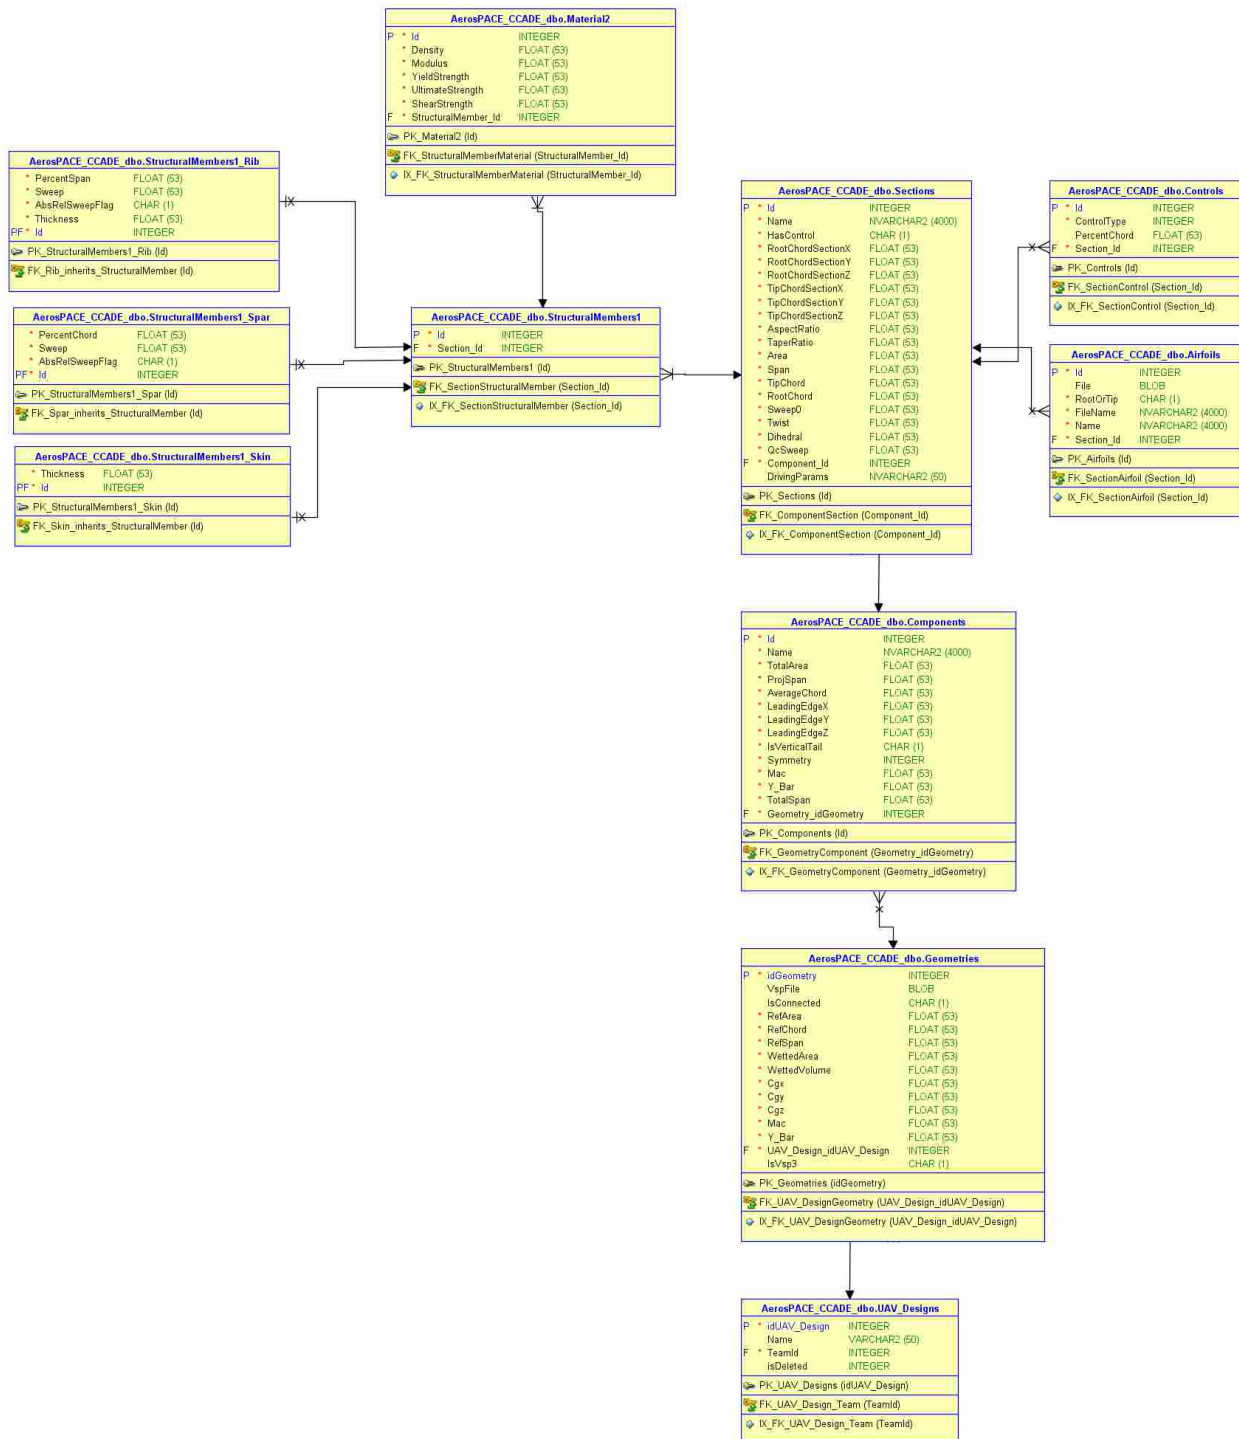 AerosPACE_CCADE_dbo.Material2
P * Id INTEGER
* Density FLOAT (53)
* Modulus FLOAT (53)
* YieldStrength FLOAT (53)
* UltimateStrength FLOAT (53)
* ShearStrength FLOAT (53)
F * StructuralMember_Id INTEGER
PK_Material2 (Id)
FK_StructuralMemberMaterial (StructuralMember_Id)
IX_FK_StructuralMemberMaterial (StructuralMember_Id)
AerosPACE_CCADE_dbo.StructuralMembers1_Rib
* PercentSpan FLOAT (53)
* Sweep FLOAT (53)
* AbsRelSweepFlag CHAR (1)
* Thickness FLOAT (53)
PF * Id INTEGER
PK_StructuralMembers1_Rib (Id)
FK_Rib_inherits_StructuralMember (Id)
AerosPACE_CCADE_dbo.StructuralMembers1_Spar
* PercentChord FLOAT (53)
* Sweep FLOAT (53)
* AbsRelSweepFlag CHAR (1)
PF * Id INTEGER
PK_StructuralMembers1_Spar (Id)
FK_Spar_inherits_StructuralMember (Id)
AerosPACE_CCADE_dbo.StructuralMembers1_Skin
* Thickness FLOAT (53)
PF * Id INTEGER
PK_StructuralMembers1_Skin (Id)
FK_Skin_inherits_StructuralMember (Id)
AerosPACE_CCADE_dbo.StructuralMembers1
P * Id INTEGER
F * Section_Id INTEGER
PK_StructuralMembers1 (Id)
FK_SectionStructuralMember (Section_Id)
IX_FK_SectionStructuralMember (Section_Id)
AerosPACE_CCADE_dbo.Sections
P * Id INTEGER
* Name NVARCHAR2 (4000)
* HasControl CHAR (1)
* RootChordSectionX FLOAT (53)
* RootChordSectionY FLOAT (53)
* RootChordSectionZ FLOAT (53)
* TipChordSectionX FLOAT (53)
* TipChordSectionY FLOAT (53)
* TipChordSectionZ FLOAT (53)
* AspectRatio FLOAT (53)
* TaperRatio FLOAT (53)
* Area FLOAT (53)
* Span FLOAT (53)
* TipChord FLOAT (53)
* RootChord FLOAT (53)
* Sweep0 FLOAT (53)
* Twist FLOAT (53)
* Dihedral FLOAT (53)
* QcSweep FLOAT (53)
F * Component_Id INTEGER
DrivingParams NVARCHAR2 (50)
PK_Sections (Id)
FK_ComponentSection (Component_Id)
IX_FK_ComponentSection (Component_Id)
AerosPACE_CCADE_dbo.Controls
P * Id INTEGER
* ControlType INTEGER
PercentChord FLOAT (53)
F * Section_Id INTEGER
PK_Controls (Id)
FK_SectionControl (Section_Id)
IX_FK_SectionControl (Section_Id)
AerosPACE_CCADE_dbo.Airfoils
P * Id INTEGER
File BLOB
* RootOrTip CHAR (1)
* FileName NVARCHAR2 (4000)
* Name NVARCHAR2 (4000)
F * Section_Id INTEGER
PK_Airfoils (Id)
FK_SectionAirfoil (Section_Id)
IX_FK_SectionAirfoil (Section_Id)
AerosPACE_CCADE_dbo.Components
P * Id INTEGER
* Name NVARCHAR2 (4000)
* TotalArea FLOAT (53)
* ProjSpan FLOAT (53)
* AverageChord FLOAT (53)
* LeadingEdgeX FLOAT (53)
* LeadingEdgeY FLOAT (53)
* LeadingEdgeZ FLOAT (53)
* IsVerticalTail CHAR (1)
* Symmetry INTEGER
* Mac FLOAT (53)
* Y_Bar FLOAT (53)
* TotalSpan FLOAT (53)
F * Geometry_idGeometry INTEGER
PK_Components (Id)
FK_GeometryComponent (Geometry_idGeometry)
IX_FK_GeometryComponent (Geometry_idGeometry)
AerosPACE_CCADE_dbo.Geometries
P * idGeometry INTEGER
VspFile BLOB
IsConnected CHAR (1)
* RefArea FLOAT (53)
* RefChord FLOAT (53)
* RefSpan FLOAT (53)
* WettedArea FLOAT (53)
* WettedVolume FLOAT (53)
* Cgx FLOAT (53)
* Cgy FLOAT (53)
* Cgz FLOAT (53)
* Mac FLOAT (53)
* Y_Bar FLOAT (53)
F * UAV_Design_idUAV_Design INTEGER
IsVsp3 CHAR (1)
PK_Geometries (idGeometry)
FK_UAV_DesignGeometry (UAV_Design_idUAV_Design)
IX_FK_UAV_DesignGeometry (UAV_Design_idUAV_Design)
AerosPACE_CCADE_dbo.UAV_Designs
P * idUAV_Design INTEGER
Name VARCHAR2 (50)
F * TeamId INTEGER
isDeleted INTEGER
PK_UAV_Designs (idUAV_Design)
FK_UAV_Design_Team (TeamId)
IX_FK_UAV_Design_Team (TeamId)